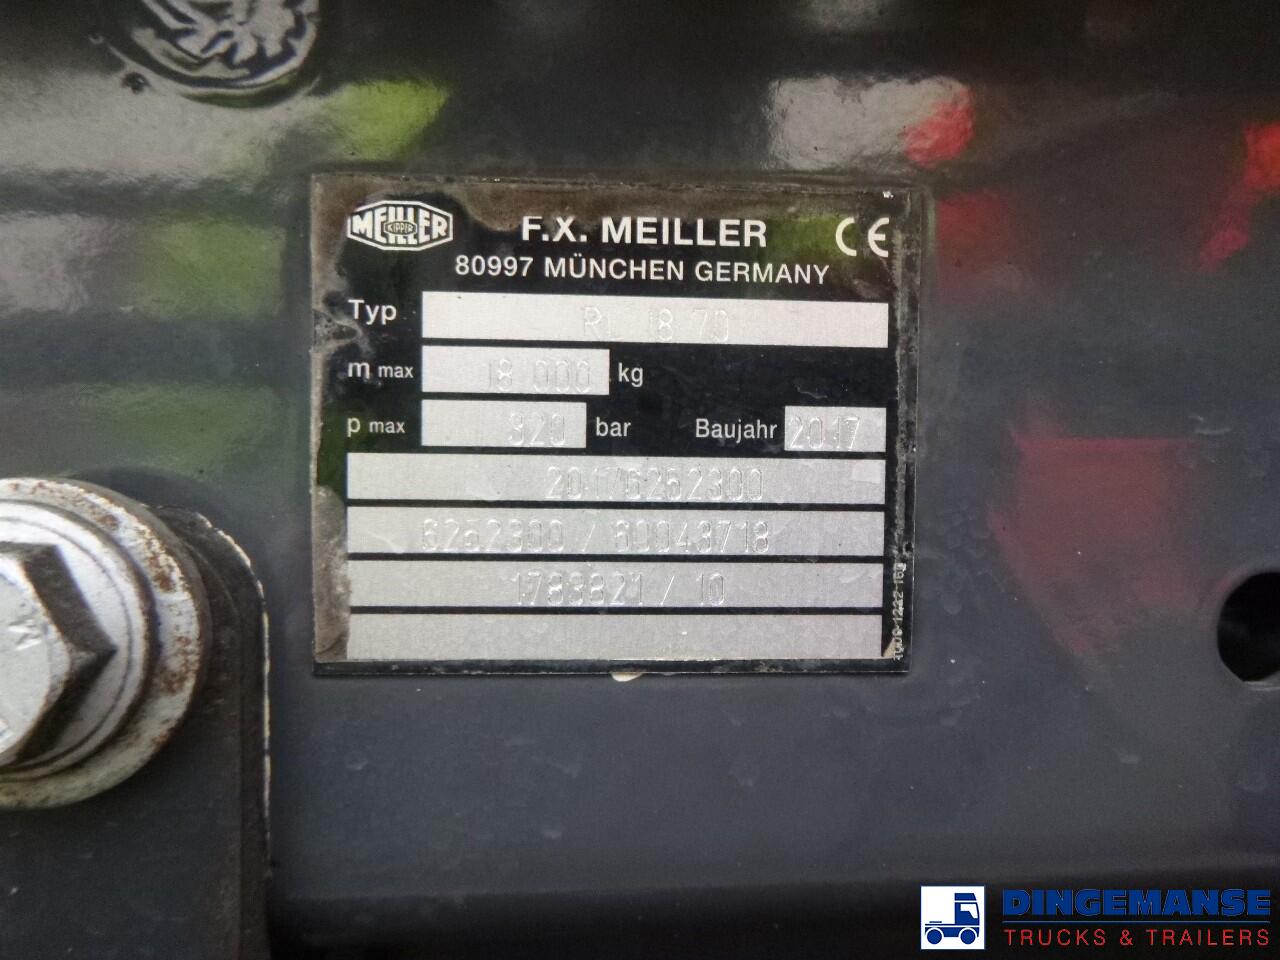 MEILLER
KIPPER
F.X. MEILLER
CE
80997 MÜNCHEN GERMANY
Typ RL 18 70
m max 18 000 kg
p max 320 bar Baujahr 2017
20176252300
6252300 / 60043718
1783821 / 10
M
DINGEMANSE
TRUCKS & TRAILERS